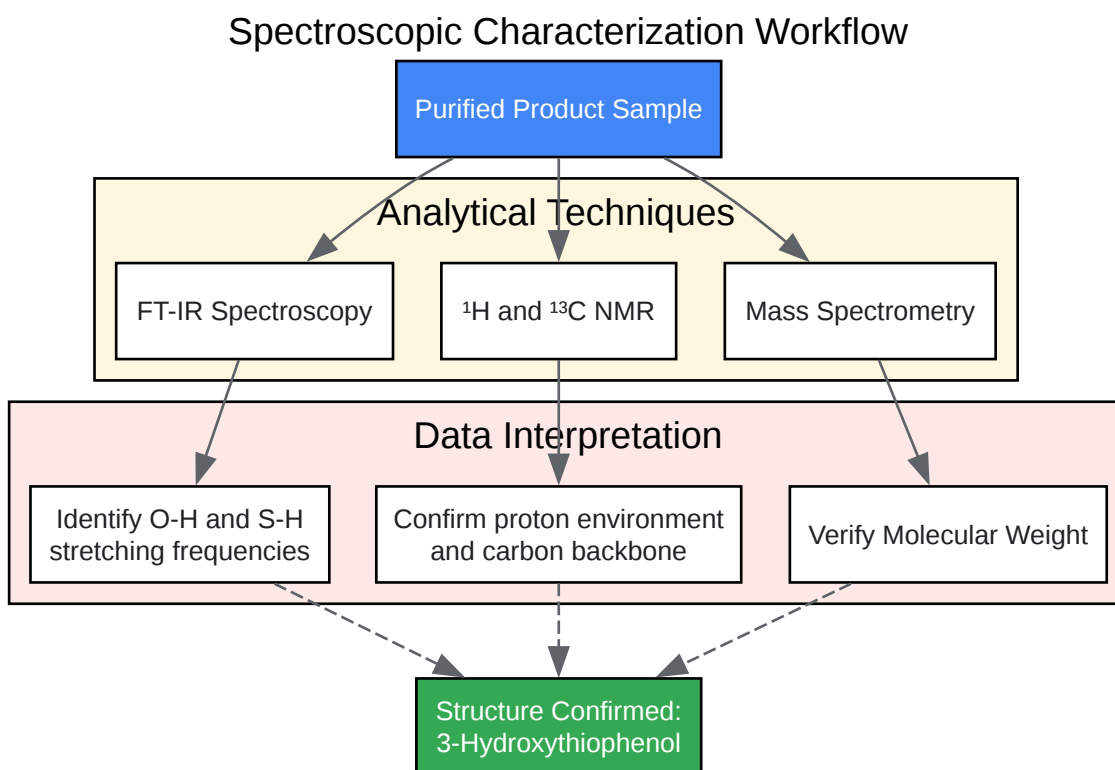 Spectroscopic Characterization Workflow
Purified Product Sample
Analytical Techniques
FT-IR Spectroscopy
¹H and ¹³C NMR
Mass Spectrometry
Data Interpretation
Identify O-H and S-H
stretching frequencies
Confirm proton environment
and carbon backbone
Verify Molecular Weight
Structure Confirmed:
3-Hydroxythiophenol